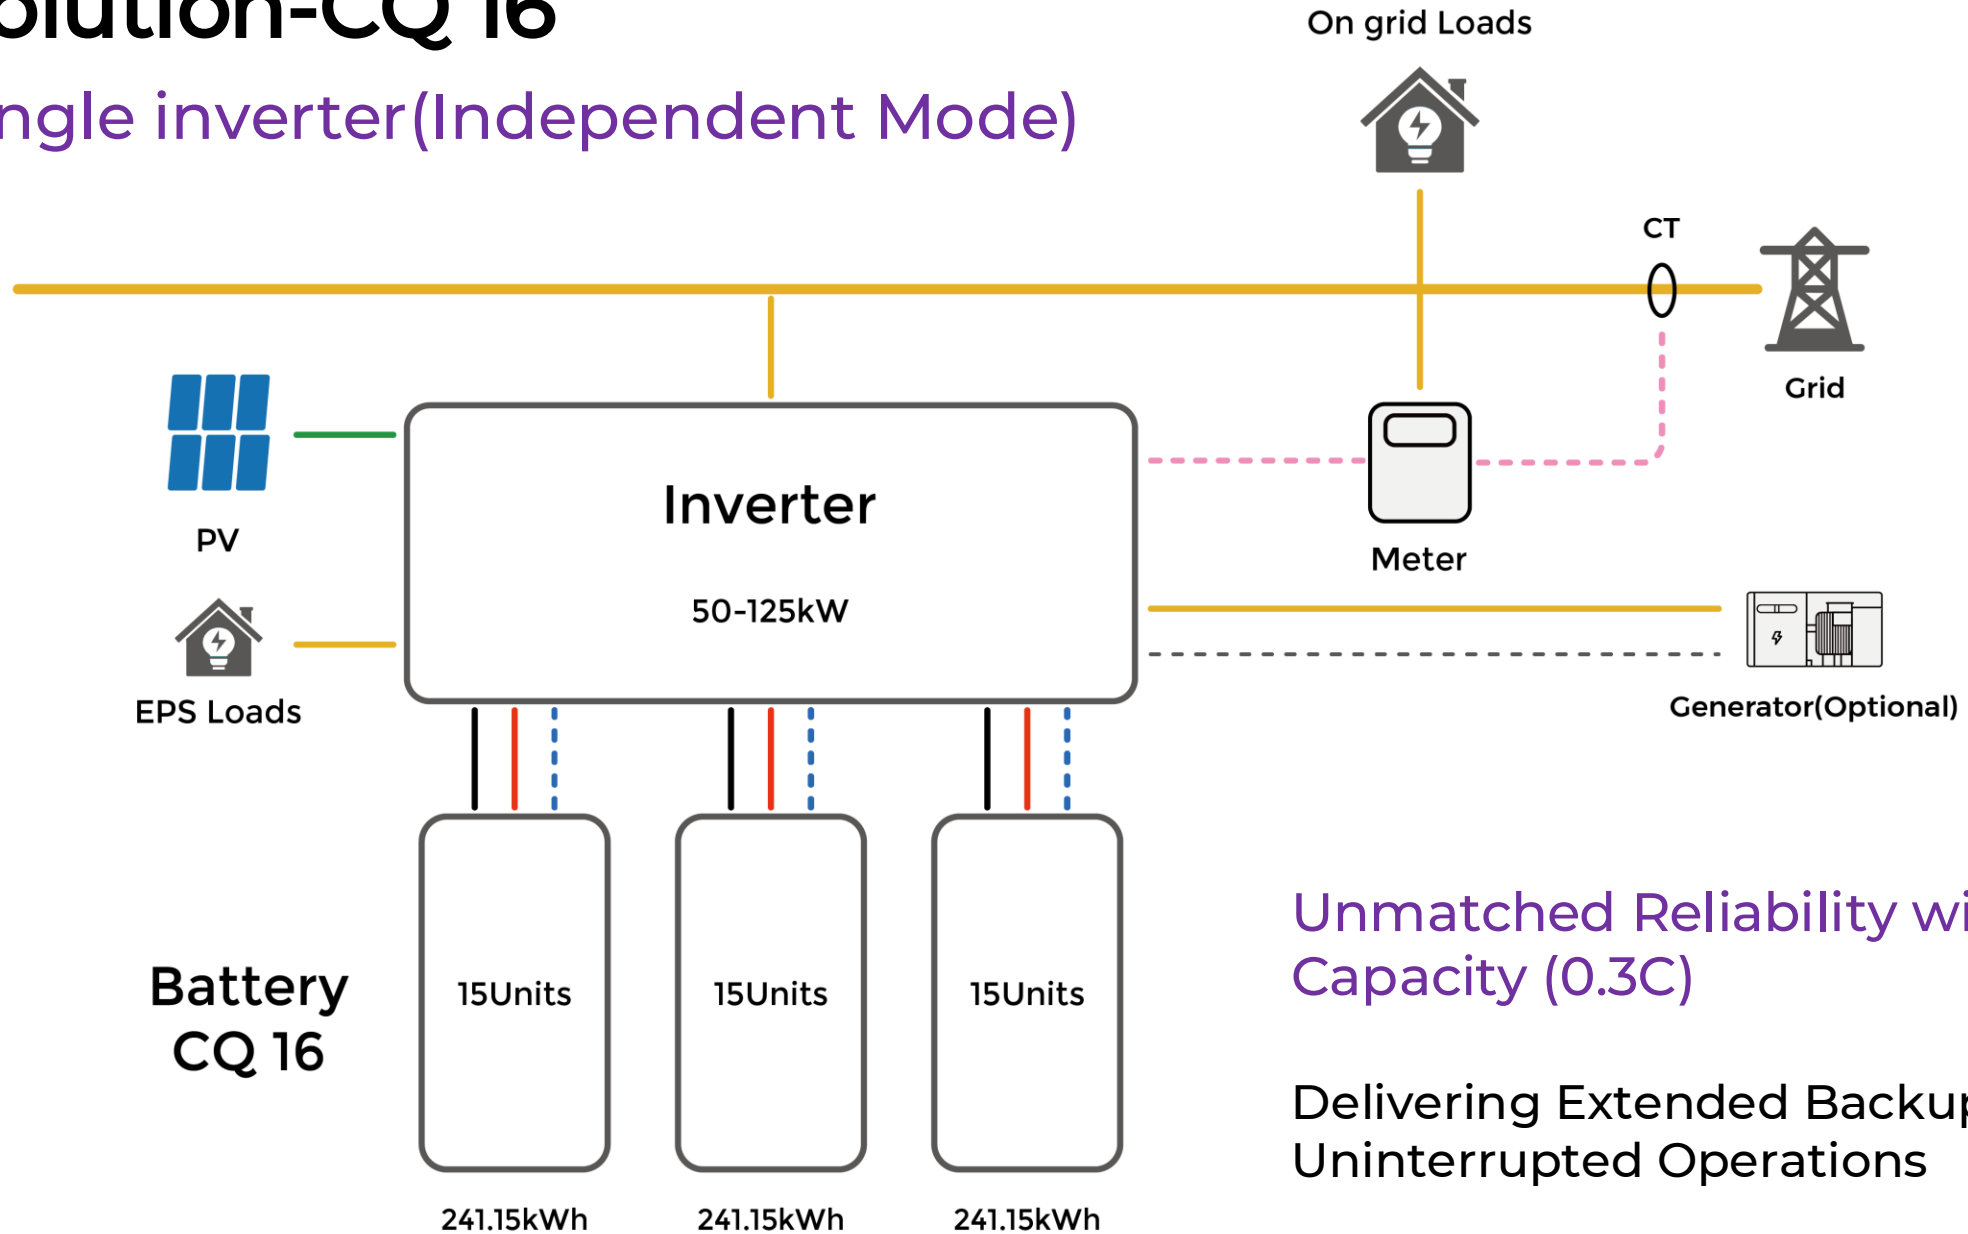 olution-CQ 16
ngle inverter(Independent Mode)
On grid Loads
CT
Grid
PV
Inverter
50-125kW
Meter
EPS Loads
Generator(Optional)
Battery
CQ 16
15Units
15Units
15Units
241.15kWh
241.15kWh
241.15kWh
Unmatched Reliability wi
Capacity (0.3C)
Delivering Extended Backup
Uninterrupted Operations